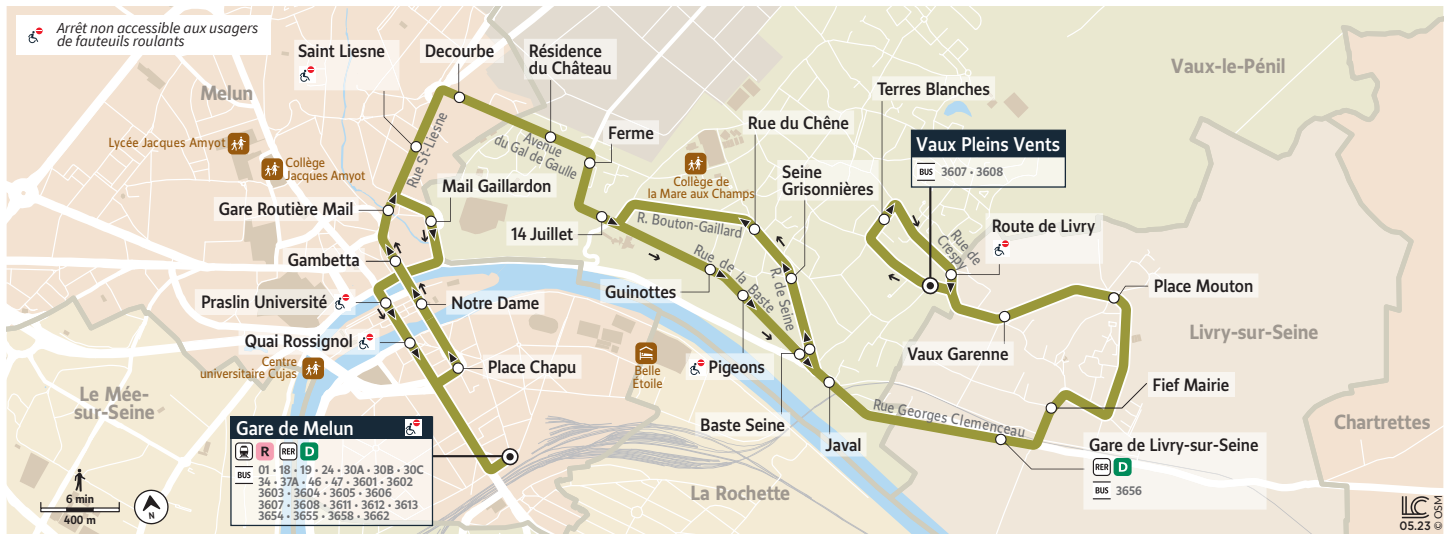 Arrêt non accessible aux usagers
de fauteuils roulants
Saint Liesne
Decourbe
Résidence
du Château
Vaux-le-Pénil
Melun
Terres Blanches
Lycée Jacques Amyot
Collège
Jacques Amyot
Rue St-Liesne
Avenue
du Gal de Gaulle
Ferme
Rue du Chêne
Collège de
la Mare aux Champs
Vaux Pleins Vents
BUS 3607 • 3608
Mail Gaillardon
Seine
Grisonnières
Gare Routière Mail
14 Juillet
R. Bouton-Gaillard
Route de Livry
Rue de
Crespy
Gambetta
Rue de la Baste
R. de Seine
Guinottes
Place Mouton
Praslin Université
Notre Dame
Livry-sur-Seine
Quai Rossignol
Vaux Garenne
Centre
universitaire Cujas
Place Chapu
Belle
Étoile
Pigeons
Fief Mairie
Le Mée-
sur-Seine
Rue Georges Clemenceau
Chartrettes
Baste Seine
Javal
Gare de Livry-sur-Seine
RER D
BUS 3656
Gare de Melun
R RER D
BUS
01 • 18 • 19 • 24 • 30A • 30B • 30C
34 • 37A • 46 • 47 • 3601 • 3602
3603 • 3604 • 3605 • 3606
3607 • 3608 • 3611 • 3612 • 3613
3654 • 3655 • 3658 • 3662
La Rochette
6 min
400 m
N
LC
05.23 © OSM